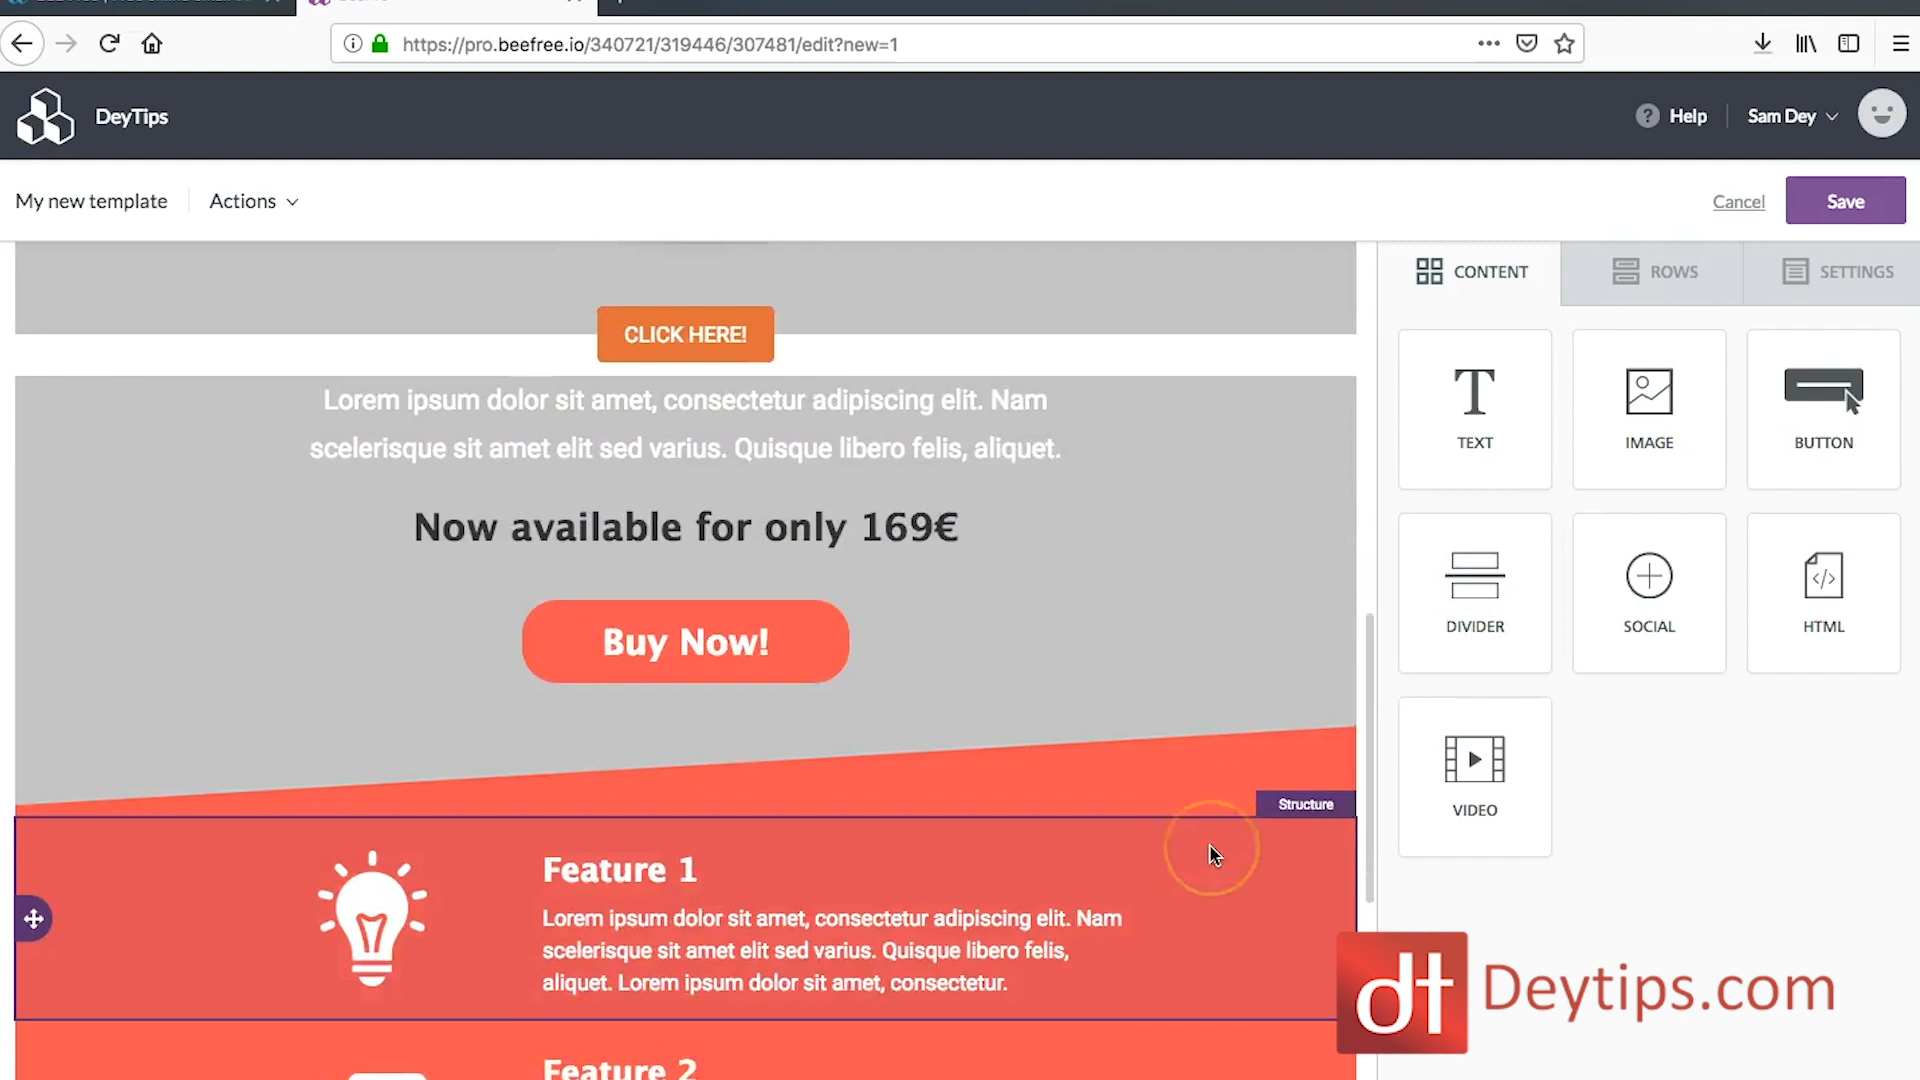 https://pro.beefree.io/340721/319446/307481/edit?new=1
DeyTips
? Help
Sam Dey
My new template
Actions
Cancel
Save
CONTENT
ROWS
SETTINGS
CLICK HERE!
Lorem ipsum dolor sit amet, consectetur adipiscing elit. Nam
scelerisque sit amet elit sed varius. Quisque libero felis, aliquet.
Now available for only 169€
Buy Now!
TEXT
IMAGE
BUTTON
DIVIDER
SOCIAL
HTML
VIDEO
Structure
Feature 1
Lorem ipsum dolor sit amet, consectetur adipiscing elit. Nam
scelerisque sit amet elit sed varius. Quisque libero felis,
aliquet. Lorem ipsum dolor sit amet, consectetur.
Feature 2
dt Deytips.com